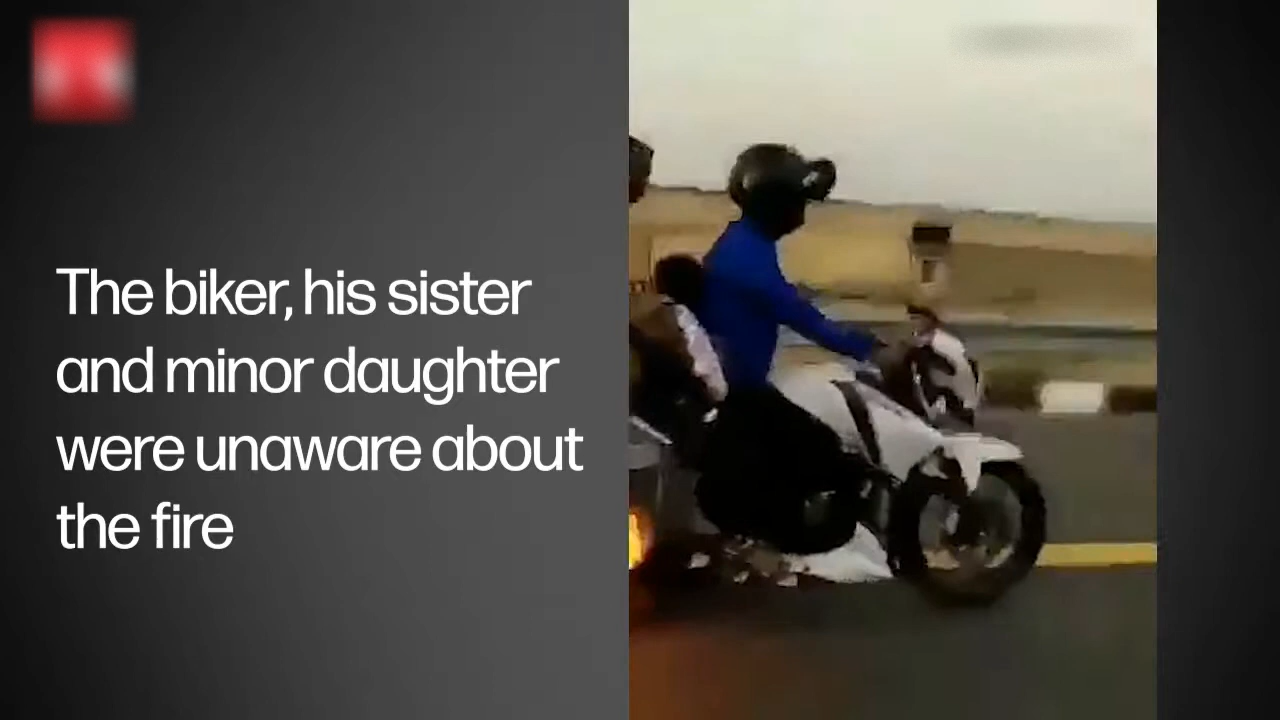 The biker, his sister
and minor daughter
were unaware about
the fire